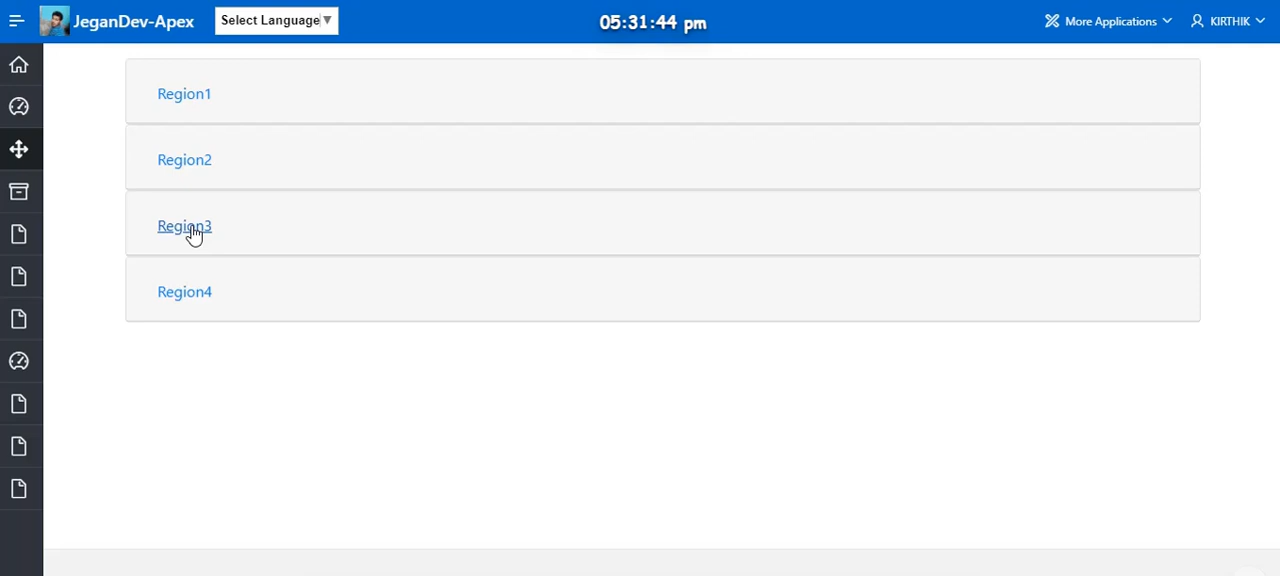 JeganDev-Apex
Select Language▼
05:31:44 pm
More Applications
KIRTHIK
Region1
Region2
Region3
Region4